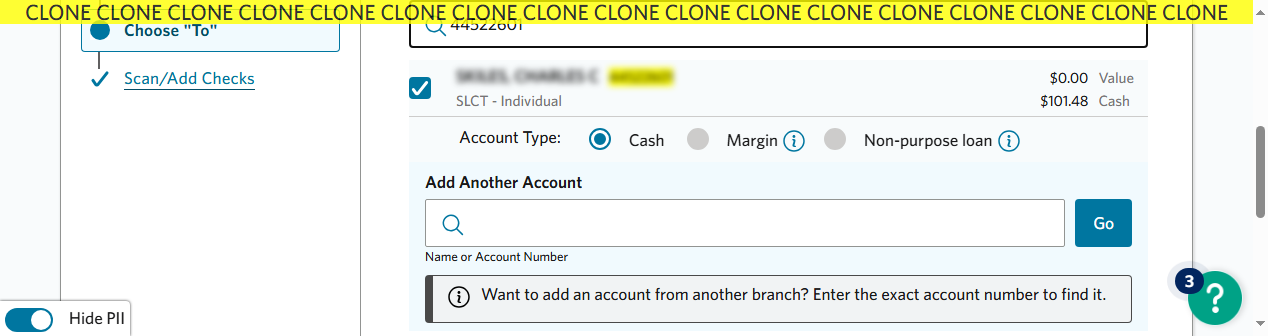 CLONE CLONE CLONE CLONE CLONE CLONE CLONE CLONE CLONE CLONE CLONE CLONE CLONE CLONE CLONE CLONE CLONE
Choose "To"
Scan/Add Checks
44522601
$0.00 Value
SLCT - Individual
$101.48 Cash
Account Type: Cash Margin Non-purpose loan
Add Another Account
Go
Name or Account Number
Want to add an account from another branch? Enter the exact account number to find it.
3
?
Hide PII